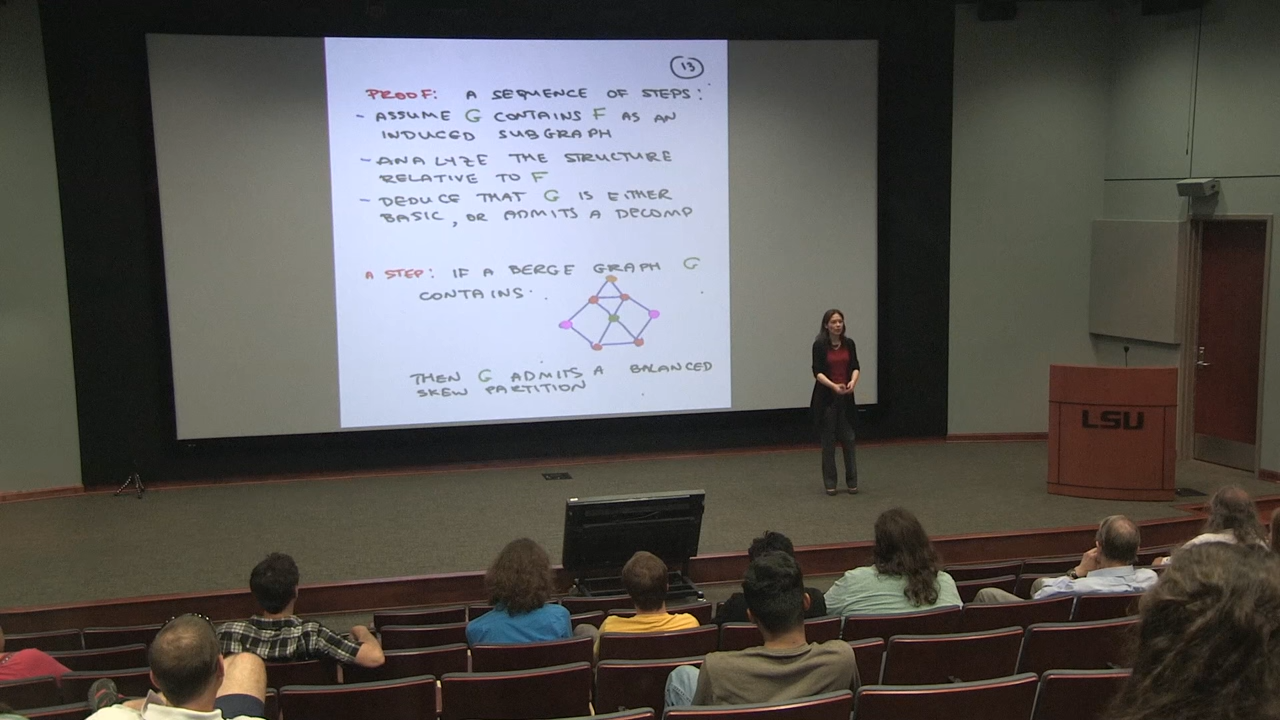 13
PROOF: A SEQUENCE OF STEPS:
- ASSUME G CONTAINS F AS AN
INDUCED SUBGRAPH
- ANALYZE THE STRUCTURE
RELATIVE TO F
- DEDUCE THAT G IS EITHER
BASIC, OR ADMITS A DECOMP
A STEP: IF A BERGE GRAPH G
CONTAINS
THEN G ADMITS A BALANCED
SKEW PARTITION
LSU